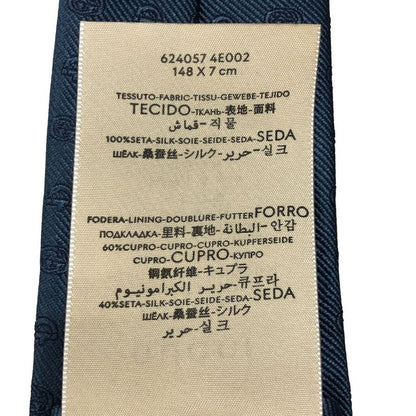 624057 4E002
148 X 7 cm
TESSUTO-FABRIC-TISSU-GEWEBE-TEJIDO
TECIDO-ТКАНЬ-表地-面料
قماش-직물
100%SETA-SILK-SOIE-SEIDE-SEDA-SEDA
ШЁЛК-桑蚕丝-シルク-حرير-실크
FODERA-LINING-DOUBLURE-FUTTER FORRO
ПОДКЛАДКА-里料-裏地-البطانة-안감
60%CUPRO-CUPRO-CUPRO-KUPFERSEIDE
CUPRO-CUPRO-КУПРО
铜氨纤维-キュプラ
حرير الكبرامونيوم-큐프라
40%SETA-SILK-SOIE-SEIDE-SEDA-SEDA
ШЁЛК-桑蚕丝-シルク
حرير-실크